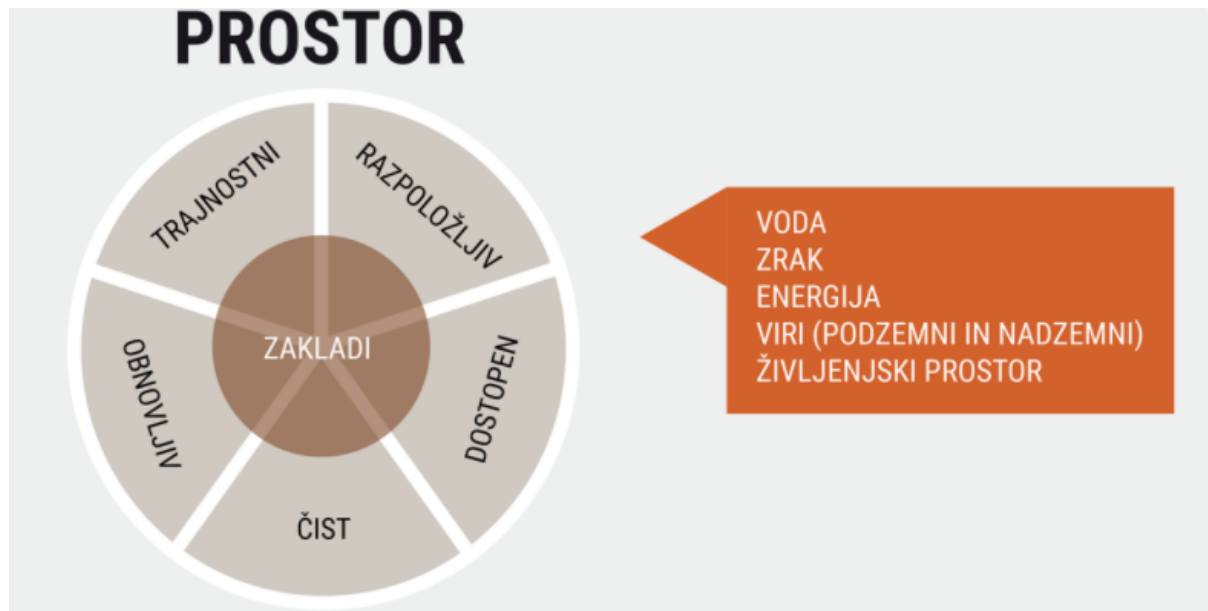 PROSTOR
TRAJNOSTNI
RAZPOLOŽLJIV
OBNOVLJIV
ZAKLADI
DOSTOPEN
ČIST
VODA
ZRAK
ENERGIJA
VIRI (PODZEMNI IN NADZEMNI)
ŽIVLJENJSKI PROSTOR